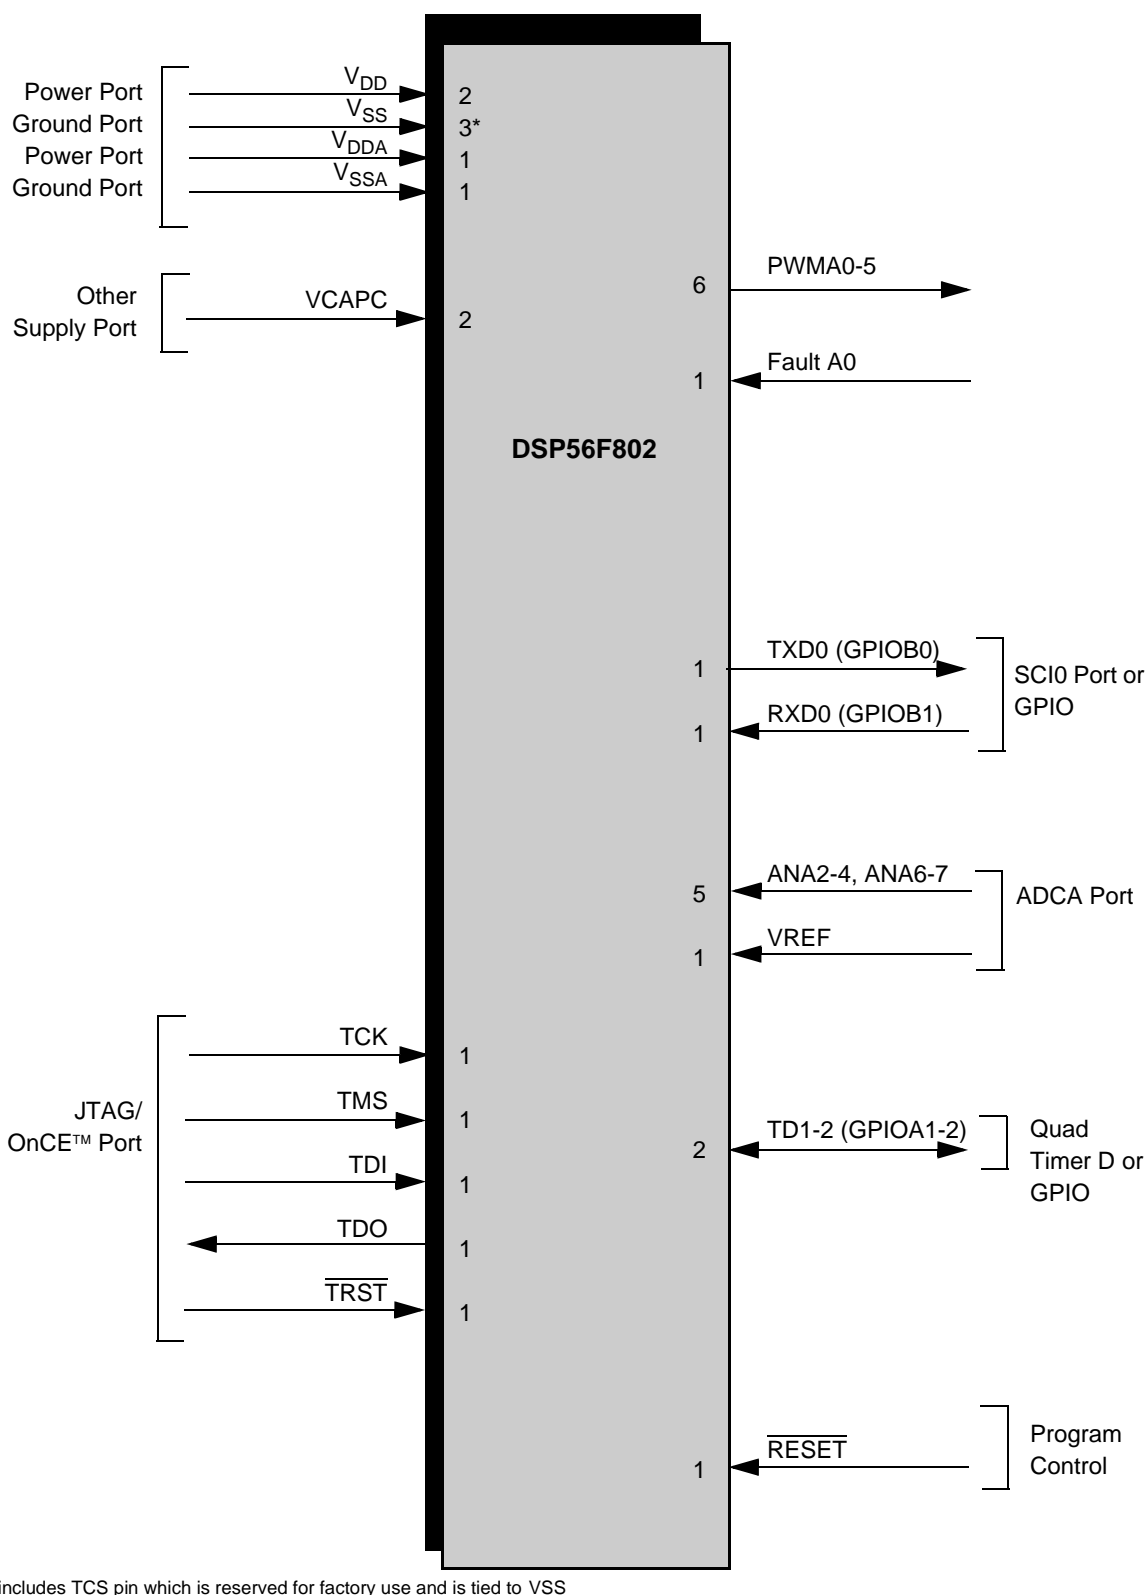 Power Port
Ground Port
Power Port
Ground Port
VDD
VSS
VDDA
VSSA
2
3*
1
1
Other
Supply Port
VCAPC
2
6
PWMA0-5
1
Fault A0
DSP56F802
1
TXD0 (GPIOB0)
1
RXD0 (GPIOB1)
SCI0 Port or
GPIO
5
ANA2-4, ANA6-7
1
VREF
ADCA Port
JTAG/
OnCE™ Port
TCK
1
TMS
1
TDI
1
TDO
1
TRST
1
2
TD1-2 (GPIOA1-2)
Quad
Timer D or
GPIO
1
RESET
Program
Control
includes TCS pin which is reserved for factory use and is tied to VSS